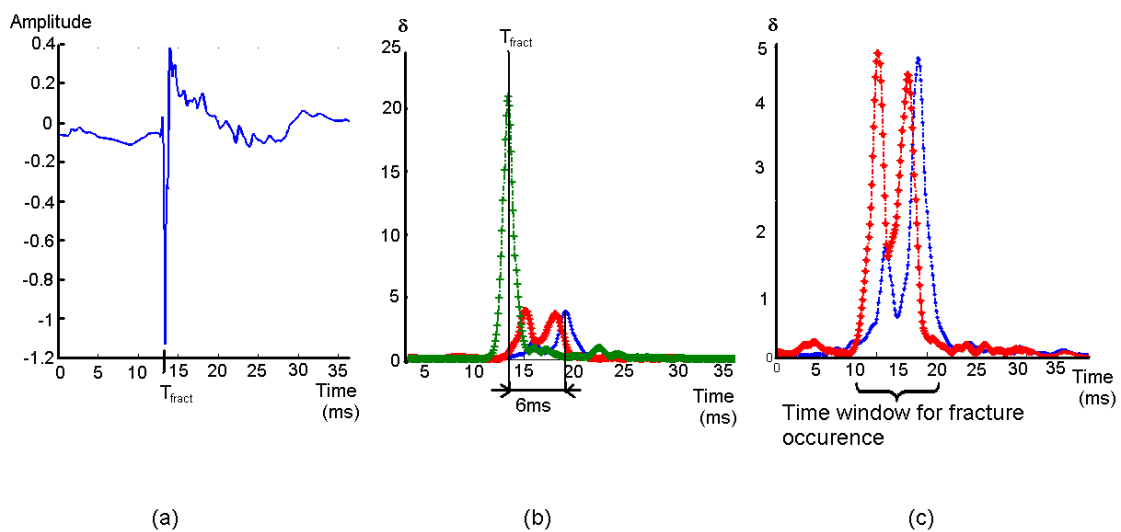 Amplitude
0.4
0.2
0
-0.2
-0.4
-0.6
-0.8
-1
-1.2
0 5 10 15 20 25 30 35
Time
(ms)
Tfract
(a)
δ
Tfract
25
20
15
10
5
0
5 10 15 20 25 30 35
Time
(ms)
6ms
(b)
δ
5
4
3
2
1
0
0 5 10 15 20 25 30 35
Time
(ms)
Time window for fracture
occurence
(c)